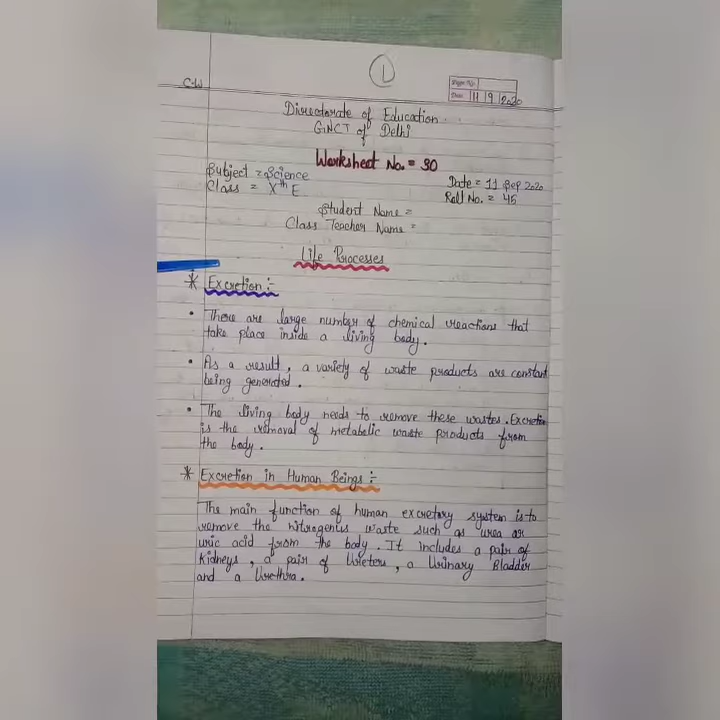 1
C.W
Page No.
Date 11 9 2020
Directorate of Education
GNCT of Delhi
Worksheet No. = 30
Subject = Science
Date = 11 Sep 2020
Class = Xth E
Roll No. = 45
Student Name =
Class Teacher Name =
Life Processes
* Excretion :-
• There are large number of chemical reactions that
take place inside a living body.
• As a result, a variety of waste products are constant
being generated.
• The living body needs to remove these wastes. Excretion
is the removal of metabolic waste products from
the body.
* Excretion in Human Beings :-
The main function of human excretory system is to
remove the nitrogenus waste such as urea or
uric acid from the body. It includes a pair of
Kidneys, a pair of Ureters, a Urinary Bladder
and a Urethra.